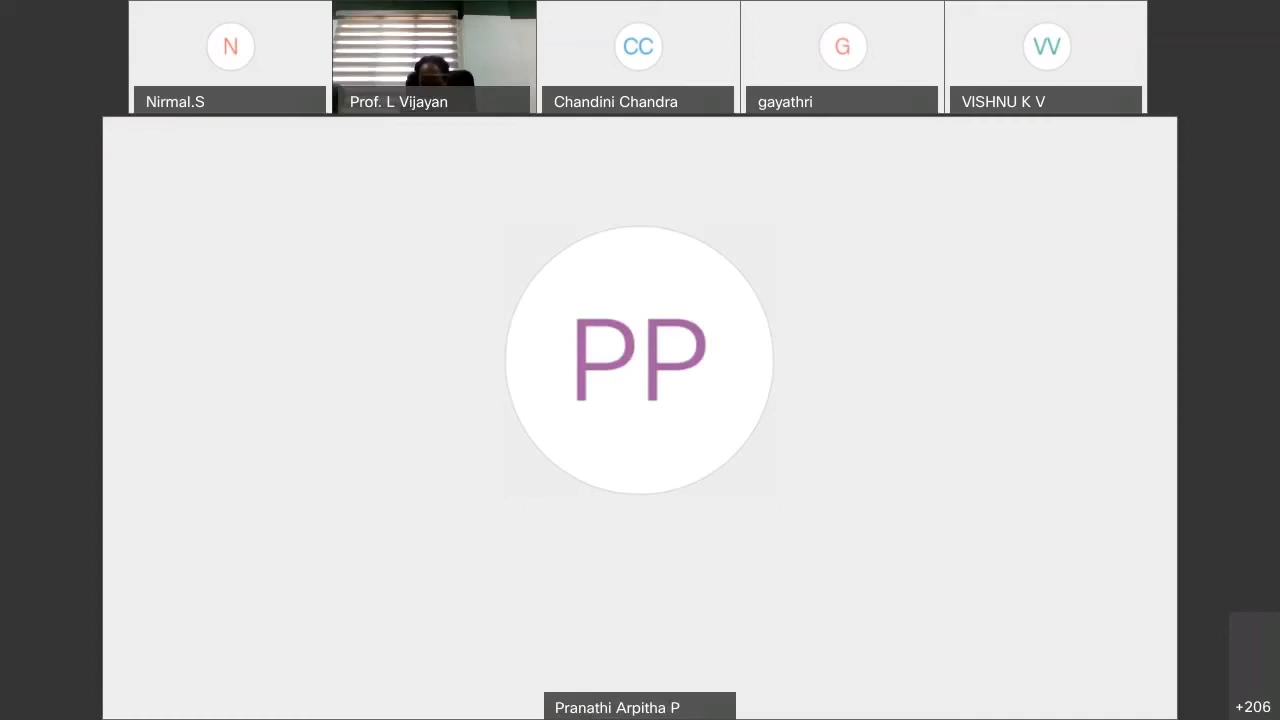 N
CC
G
VV
Nirmal.S
Prof. L Vijayan
Chandini Chandra
gayathri
VISHNU K V
PP
Pranathi Arpitha P
+206